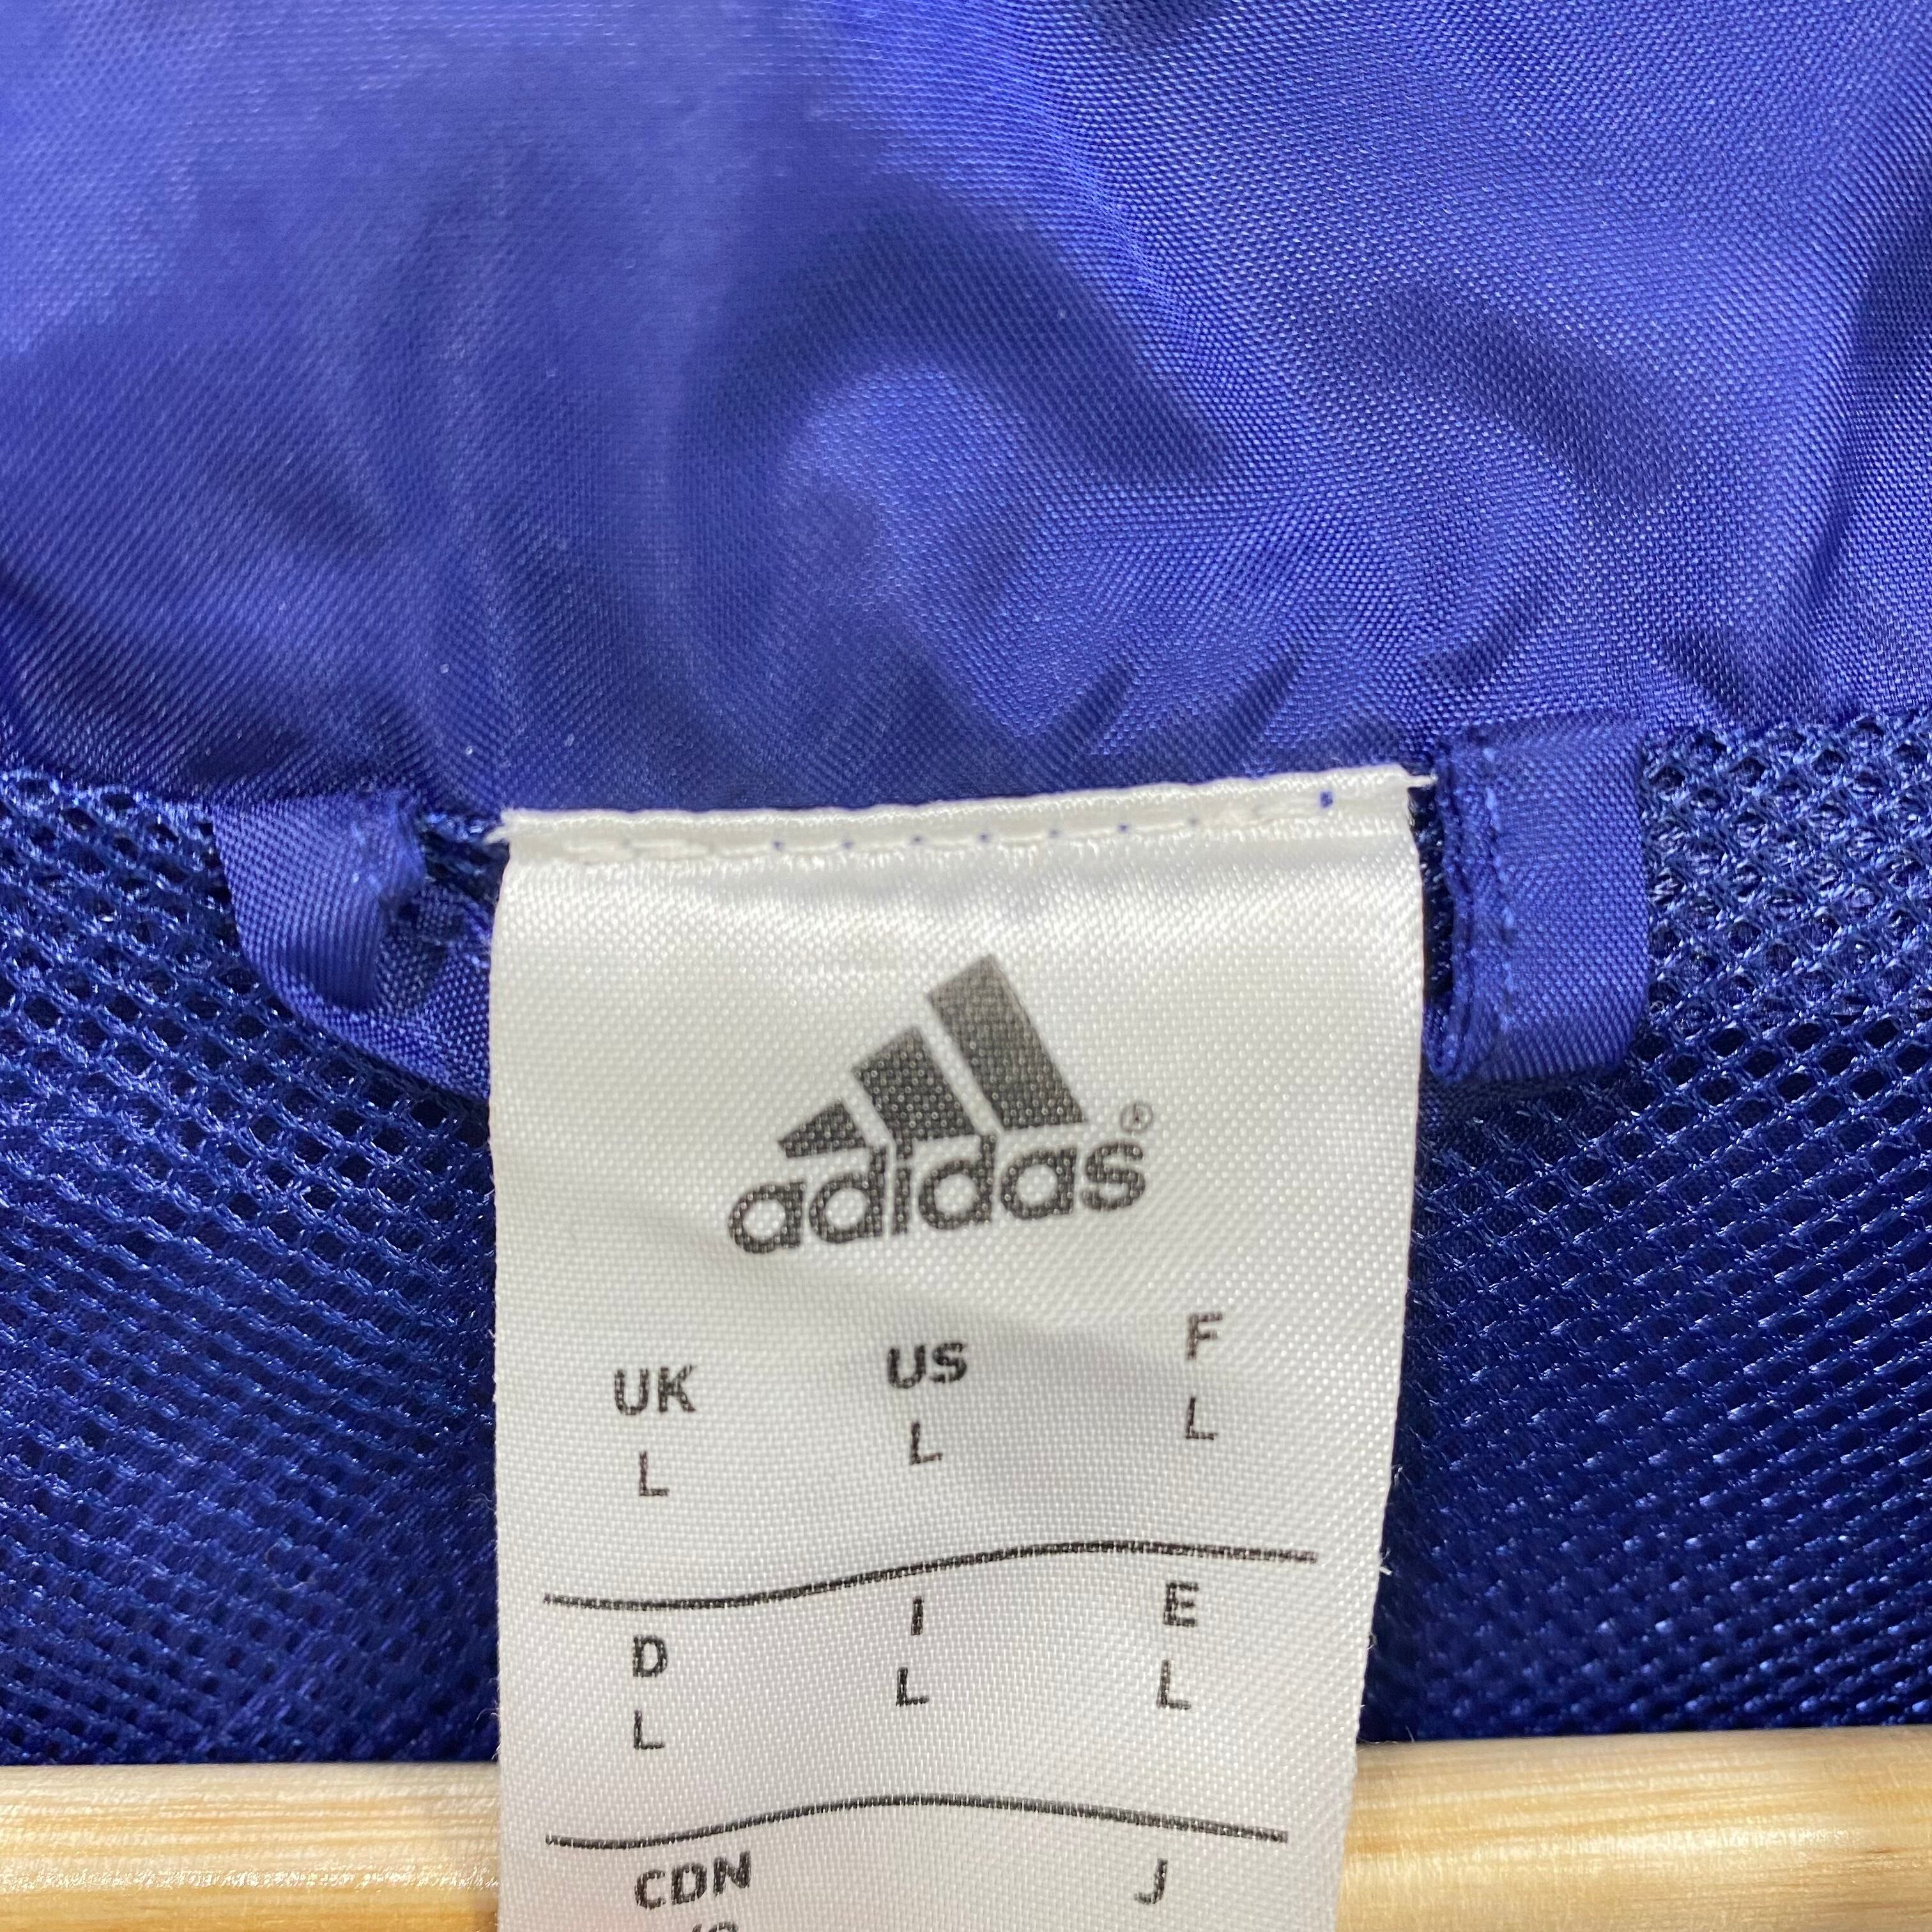 adidas®
UK US F
L L L
D I E
L L L
CDN J